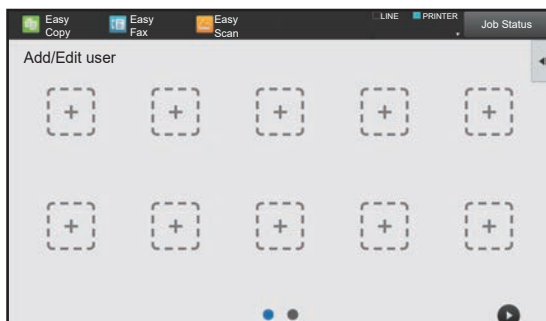 Easy
Copy
Easy
Fax
Easy
Scan
LINE
PRINTER
Job Status
Add/Edit user